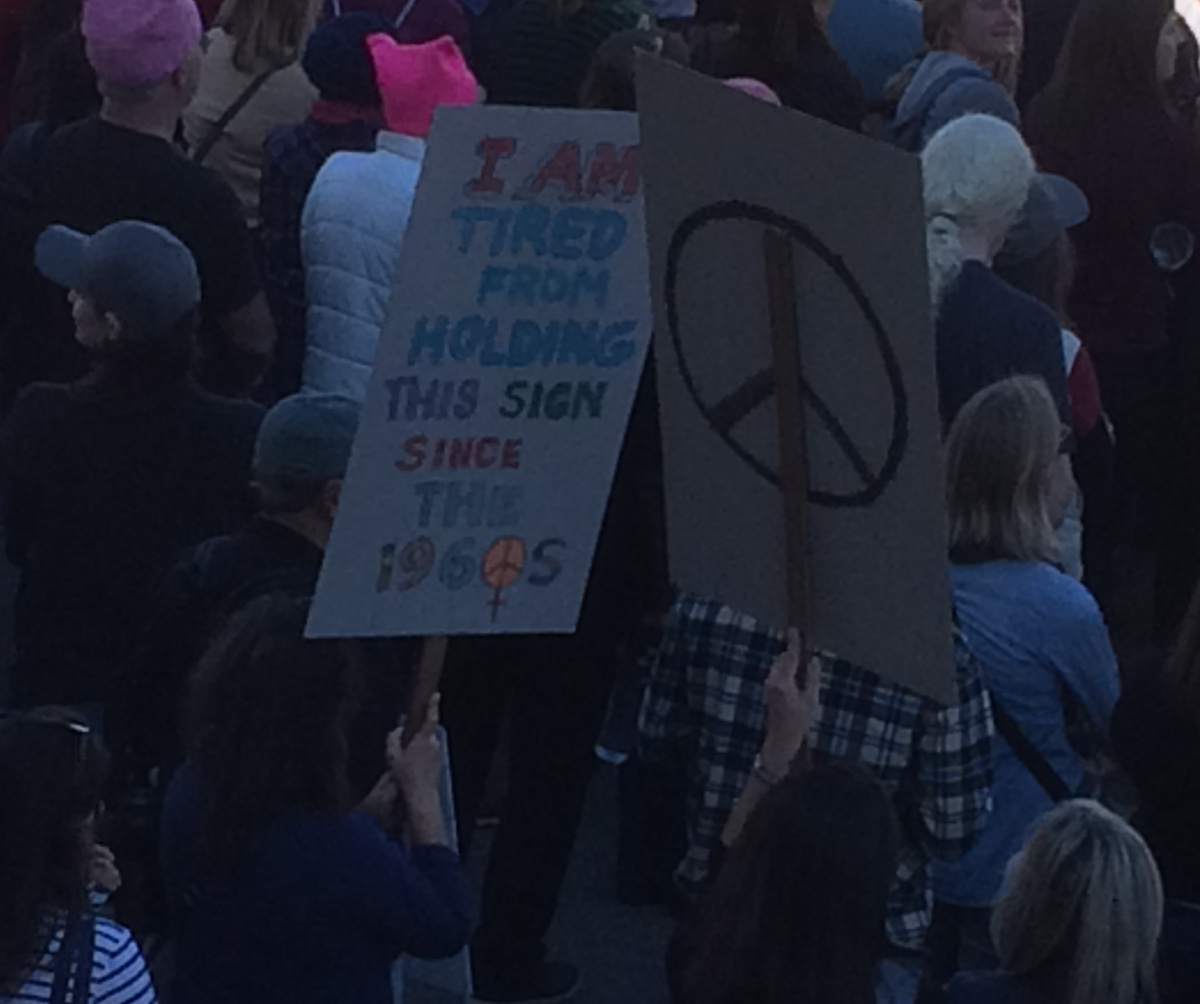 I AM
TIRED
FROM
HOLDING
THIS SIGN
SINCE
THE
1960S